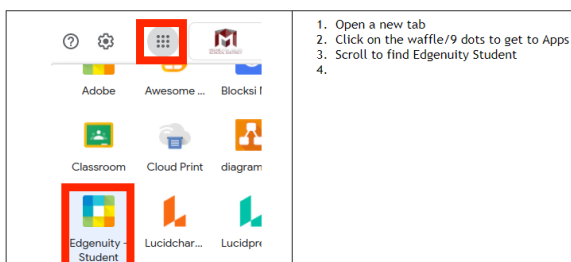 1. Open a new tab
2. Click on the waffle/9 dots to get to Apps
3. Scroll to find Edgenuity Student
4.
Adobe Awesome ... Blocksi
Classroom Cloud Print diagram
Edgenuity - Lucidchar... Lucidpre
Student